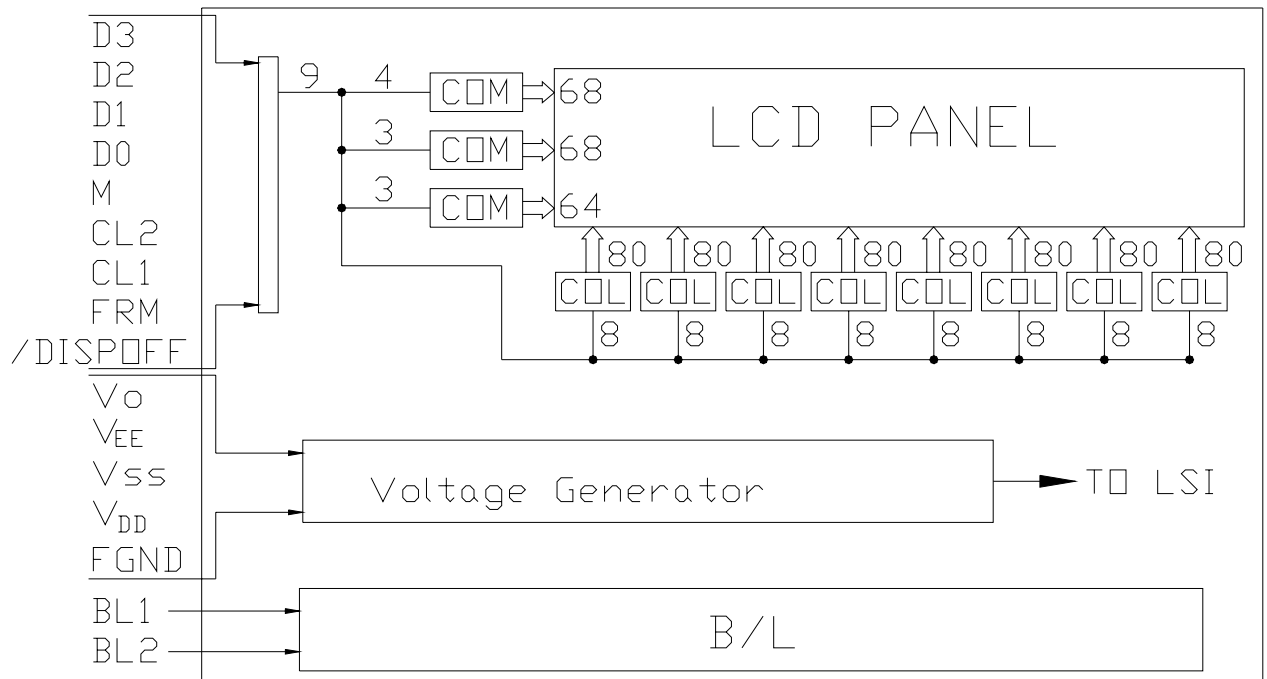 D3
D2
D1
D0
M
CL2
CL1
FRM
/DISPOFF
Vo
VEE
Vss
VDD
FGND
BL1
BL2
9
4
COM
68
3
COM
68
3
COM
64
LCD PANEL
80 80 80 80 80 80 80 80
COL COL COL COL COL COL COL COL
8 8 8 8 8 8 8 8
Voltage Generator
TO LSI
B/L